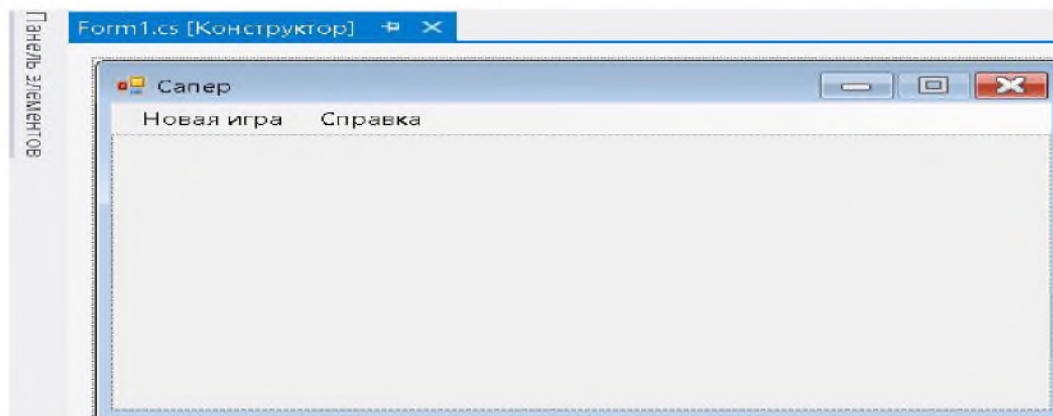 Панель элементов
Form1.cs [Конструктор]
Сапер
Новая игра Справка